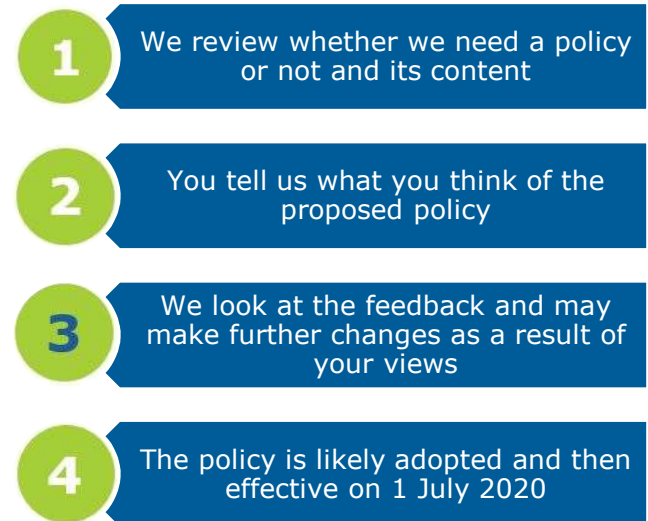 1
We review whether we need a policy
or not and its content
2
You tell us what you think of the
proposed policy
3
We look at the feedback and may
make further changes as a result of
your views
4
The policy is likely adopted and then
effective on 1 July 2020